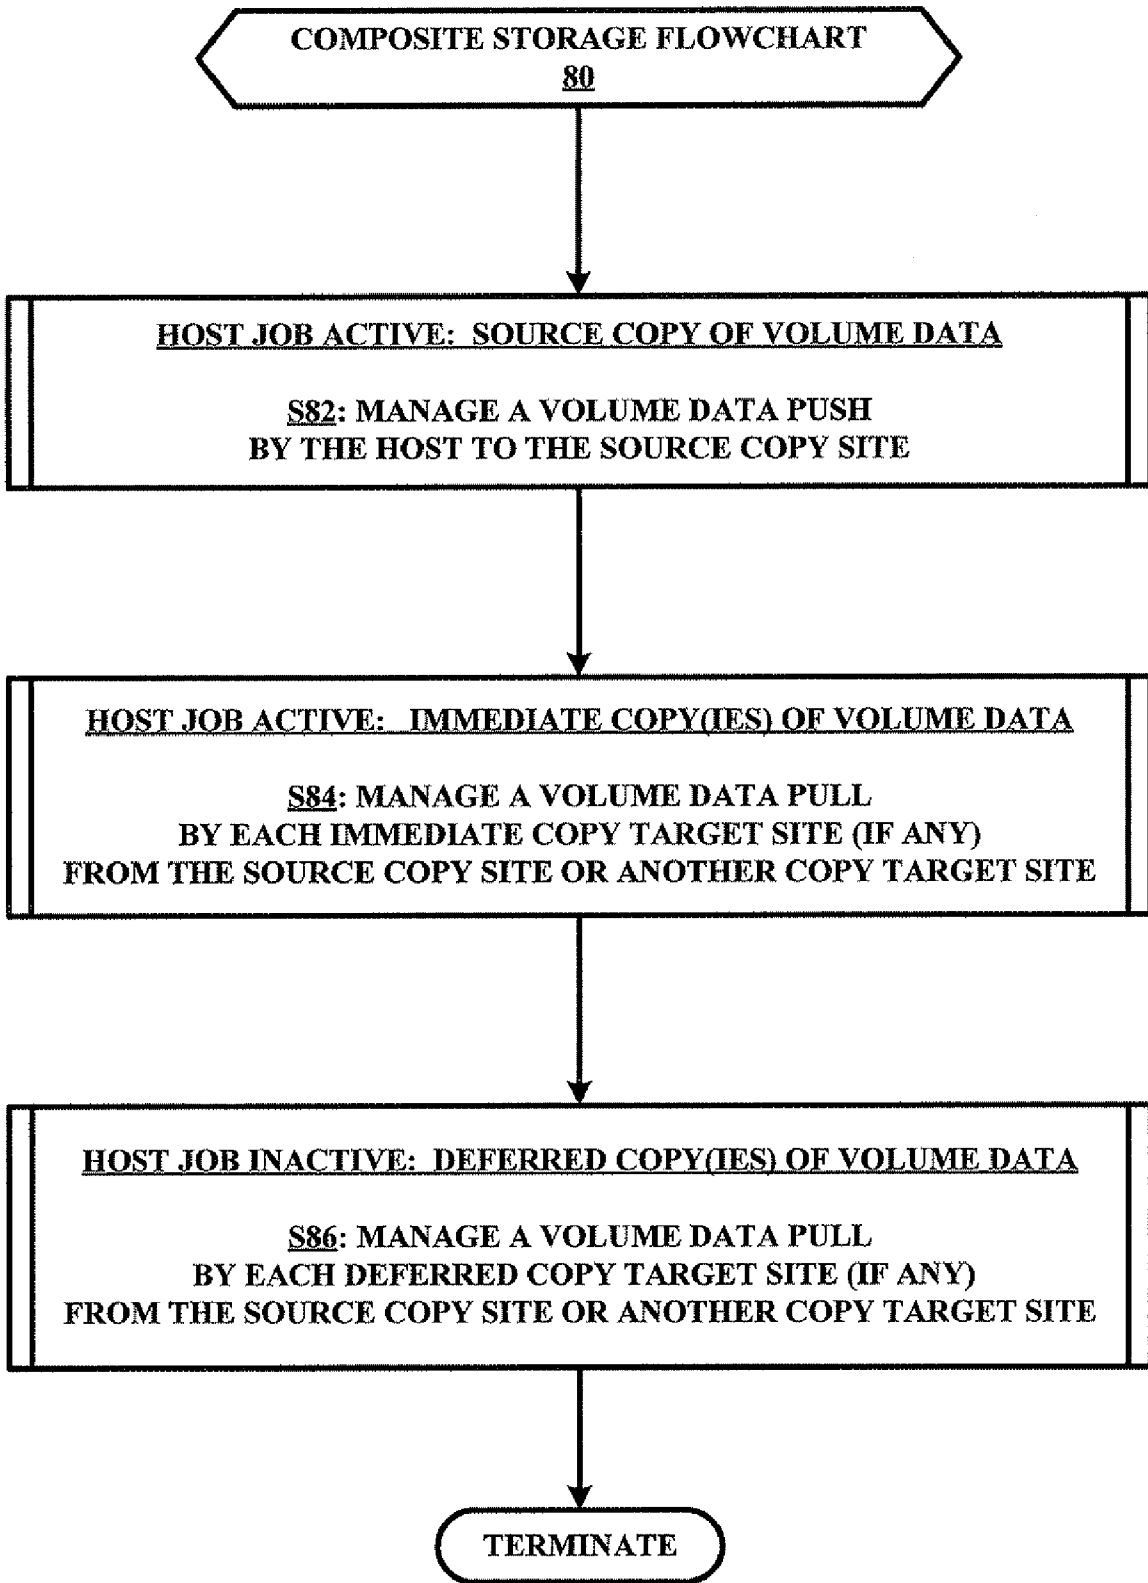 COMPOSITE STORAGE FLOWCHART
80
HOST JOB ACTIVE: SOURCE COPY OF VOLUME DATA
S82: MANAGE A VOLUME DATA PUSH
BY THE HOST TO THE SOURCE COPY SITE
HOST JOB ACTIVE: IMMEDIATE COPY(IES) OF VOLUME DATA
S84: MANAGE A VOLUME DATA PULL
BY EACH IMMEDIATE COPY TARGET SITE (IF ANY)
FROM THE SOURCE COPY SITE OR ANOTHER COPY TARGET SITE
HOST JOB INACTIVE: DEFERRED COPY(IES) OF VOLUME DATA
S86: MANAGE A VOLUME DATA PULL
BY EACH DEFERRED COPY TARGET SITE (IF ANY)
FROM THE SOURCE COPY SITE OR ANOTHER COPY TARGET SITE
TERMINATE